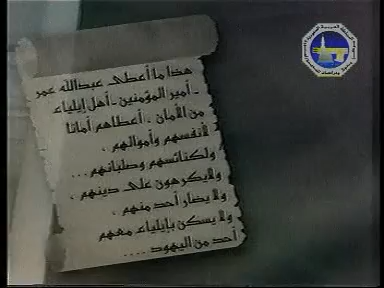 هذا ما أعطى عبدالله عمر
- أمير المؤمنين - أهل إيلياء
من الأمان ، أعطاهم أمانا
لأنفسهم وأموالهم ،
ولكنائسهم وصلبانهم...
ولا يكرهون على دينهم ،
ولا يضار أحد منهم ،
ولا يسكن بإيلياء معهم
أحد من اليهود....